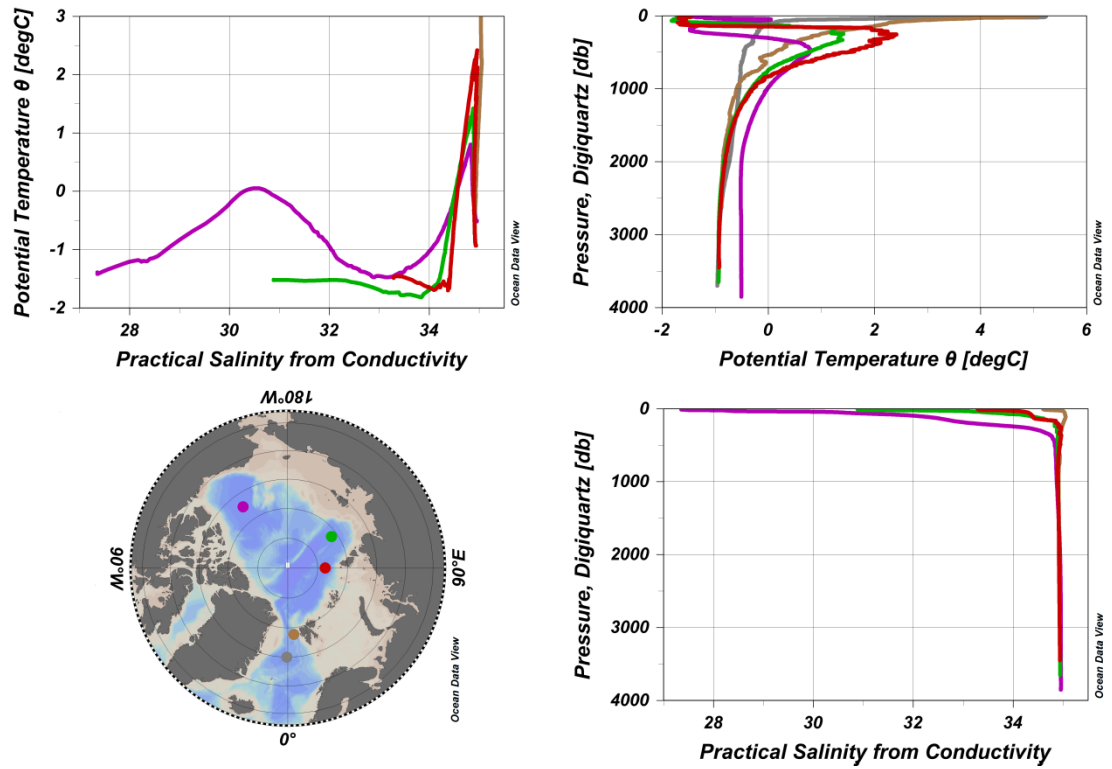 Potential Temperature θ [degC]
3
2
1
0
-1
-2
28
30
32
34
Practical Salinity from Conductivity
Ocean Data View
Pressure, Digiquartz [db]
0
1000
2000
3000
4000
-2
0
2
4
6
Potential Temperature θ [degC]
Ocean Data View
180°W
90°W
90°E
0°
Ocean Data View
Pressure, Digiquartz [db]
0
1000
2000
3000
4000
28
30
32
34
Practical Salinity from Conductivity
Ocean Data View